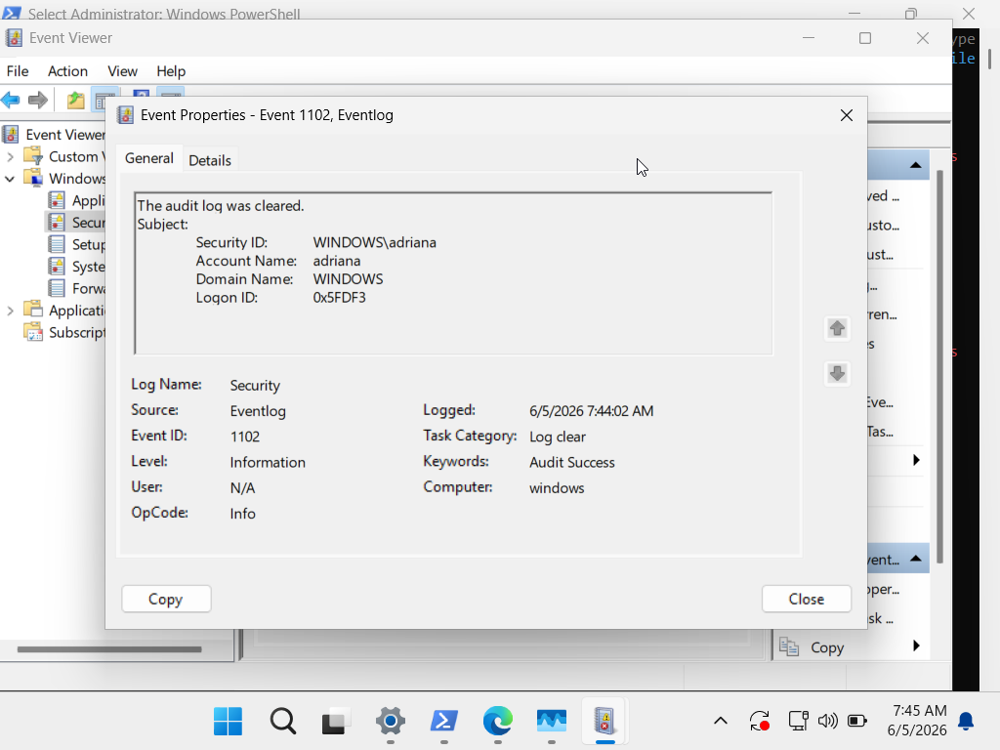 Select Administrator: Windows PowerShell
Event Viewer
File Action View Help
Event Properties - Event 1102, Eventlog
General Details
The audit log was cleared.
Subject:
Security ID: WINDOWS\adriana
Account Name: adriana
Domain Name: WINDOWS
Logon ID: 0x5FDF3
Log Name: Security
Source: Eventlog
Logged: 6/5/2026 7:44:02 AM
Event ID: 1102
Task Category: Log clear
Level: Information
Keywords: Audit Success
User: N/A
Computer: windows
OpCode: Info
Copy
Close
Event Viewer
Custom V
Windows
Appli
Secur
Setup
Syste
Forwa
Applicati
Subscript
ype
ile
ved ...
usto...
ust...
ren...
es
Eve...
Tas...
vent...
oper...
sk ...
Copy
7:45 AM
6/5/2026